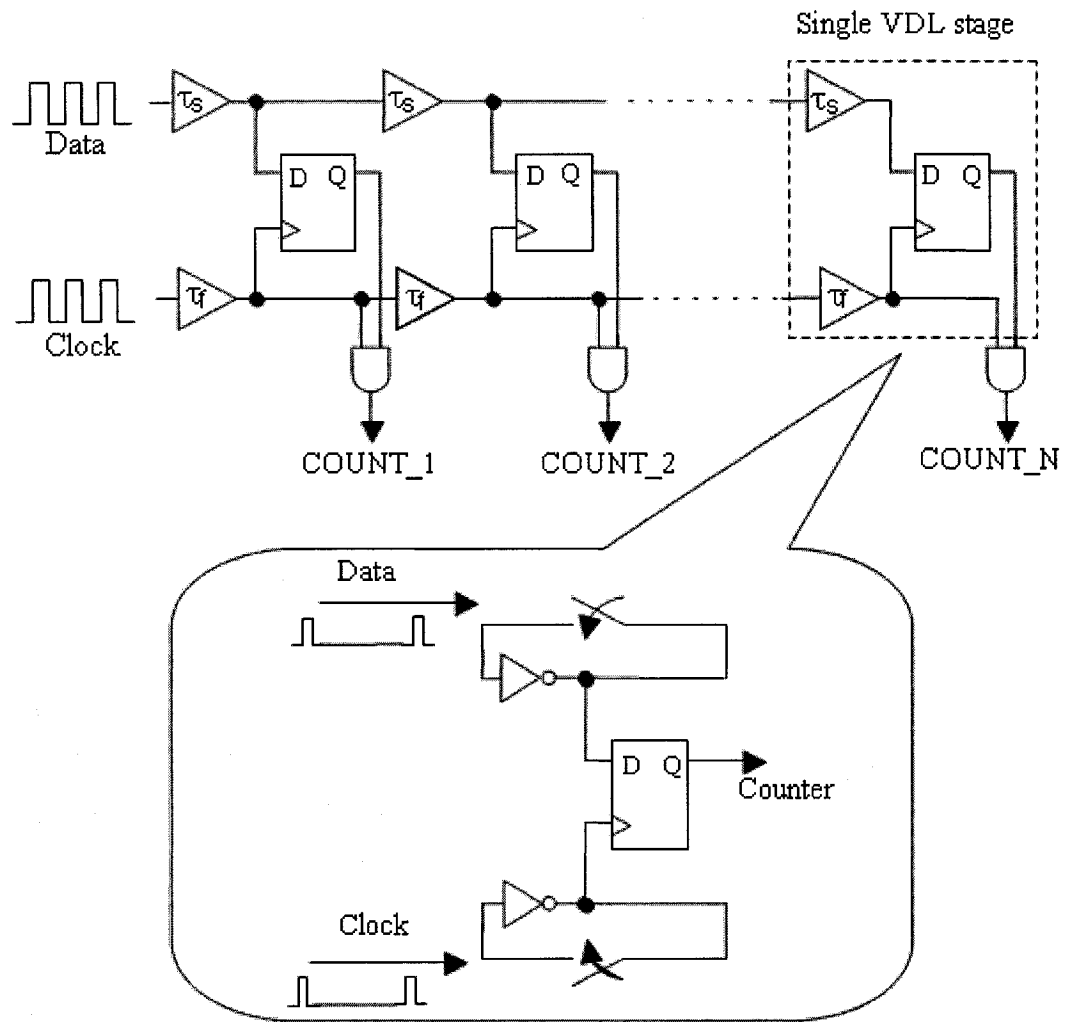 Single VDL stage
τS
τS
τS
Data
D Q
D Q
D Q
τf
τf
τf
Clock
COUNT_1
COUNT_2
COUNT_N
Data
D Q
Counter
Clock